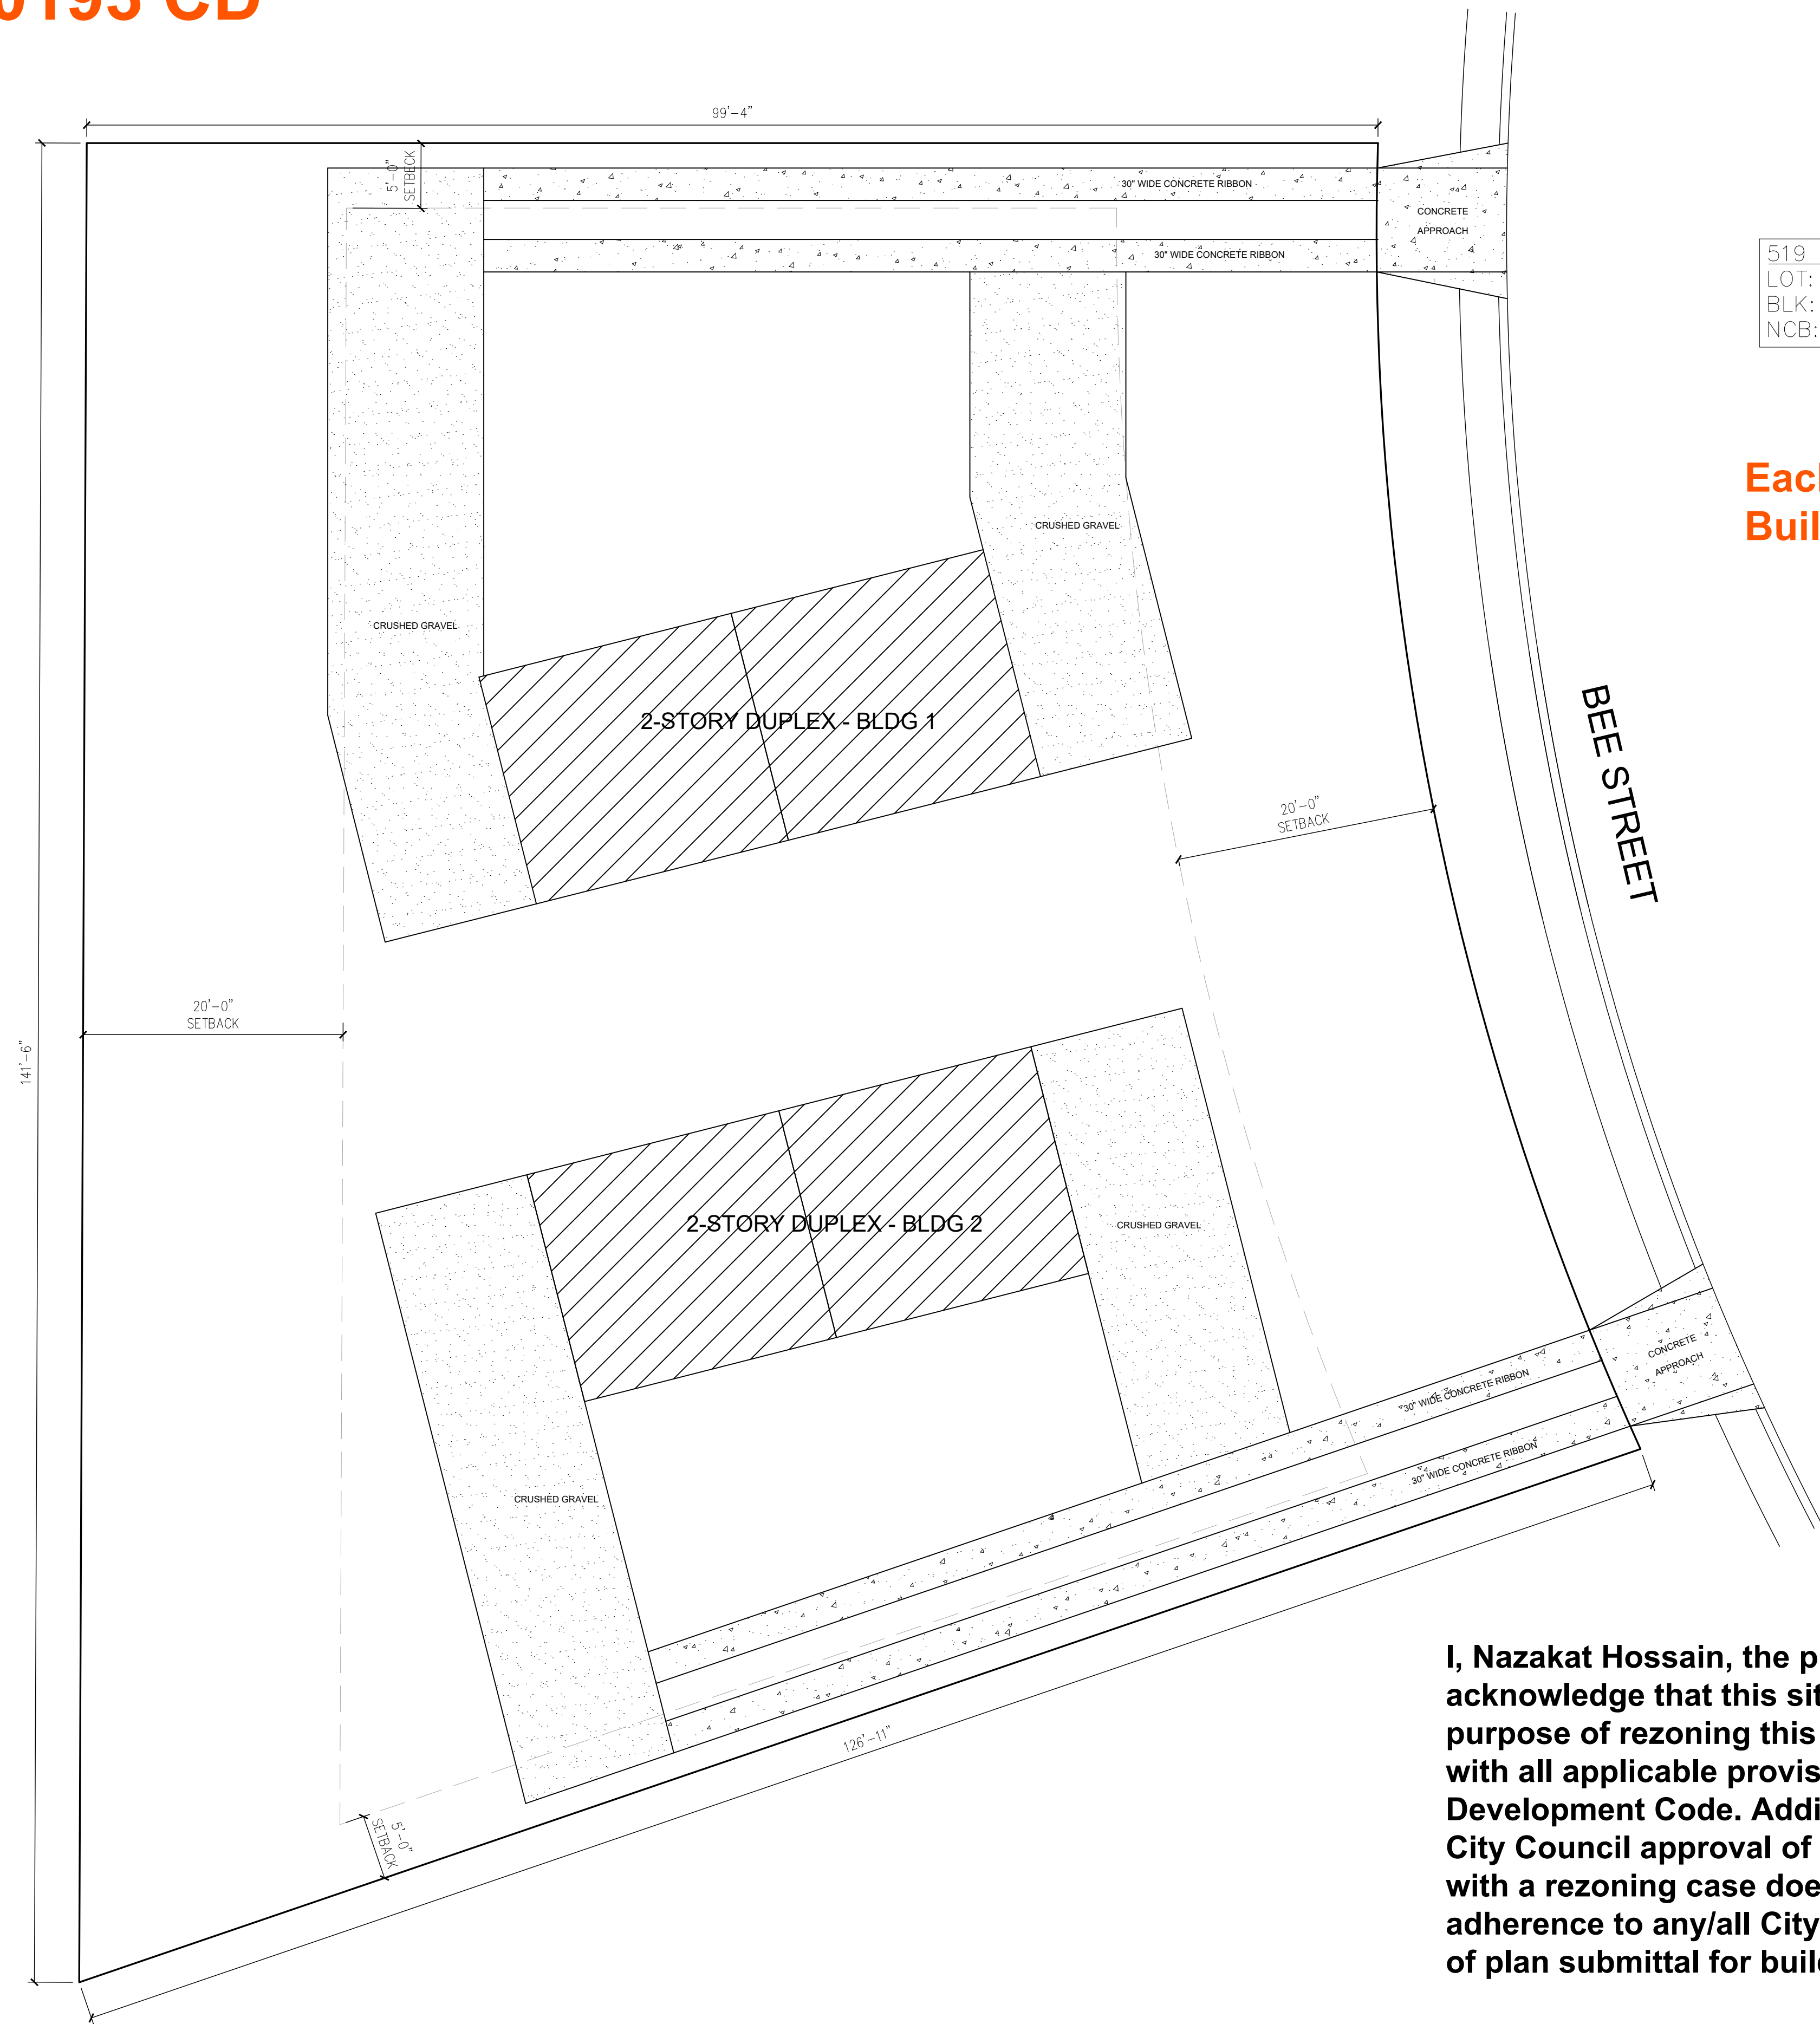 0193 CD
99'-4"
5'-0"
SETBECK
30" WIDE CONCRETE RIBBON
CONCRETE
APPROACH
30" WIDE CONCRETE RIBBON
519
LOT:
BLK:
NCB:
Each
Buil
CRUSHED GRAVEL
CRUSHED GRAVEL
2-STORY DUPLEX - BLDG 1
BEE STREET
20'-0"
SETBACK
20'-0"
SETBACK
141'-6"
2-STORY DUPLEX - BLDG 2
CRUSHED GRAVEL
CONCRETE
APPROACH
30" WIDE CONCRETE RIBBON
30" WIDE CONCRETE RIBBON
CRUSHED GRAVEL
126'-11"
5'-0"
SETBACK
I, Nazakat Hossain, the p
acknowledge that this sit
purpose of rezoning this
with all applicable provis
Development Code. Addi
City Council approval of
with a rezoning case doe
adherence to any/all City
of plan submittal for buil